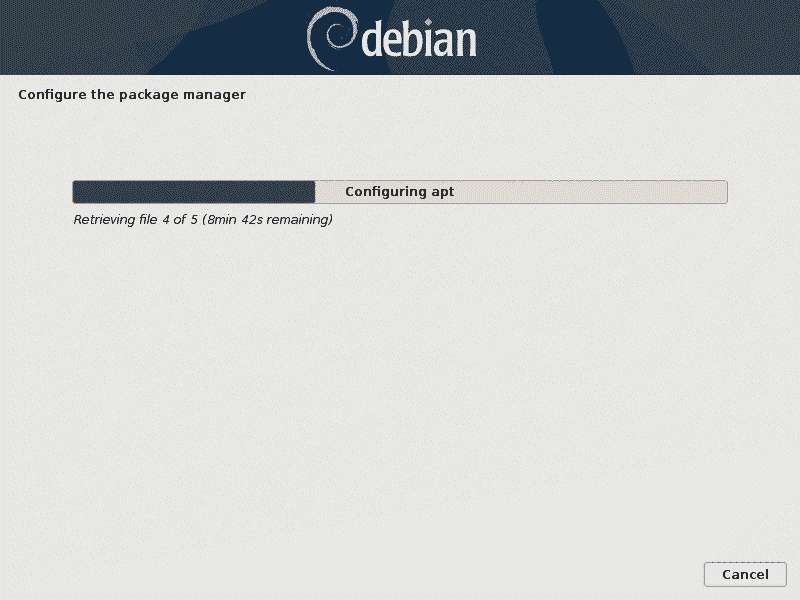 debian
Configure the package manager
Configuring apt
Retrieving file 4 of 5 (8min 42s remaining)
Cancel